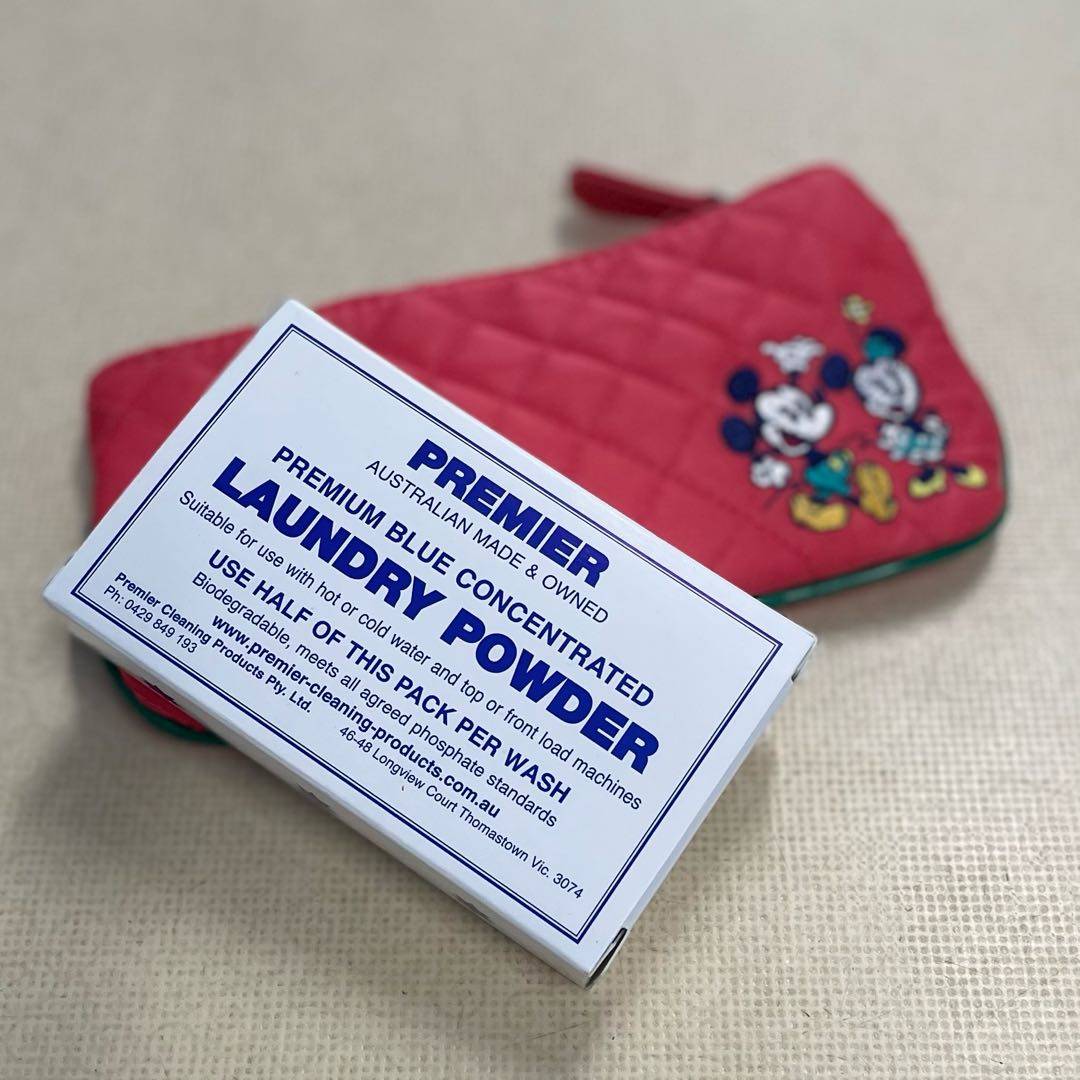 PREMIER
AUSTRALIAN MADE & OWNED
PREMIUM BLUE CONCENTRATED
LAUNDRY POWDER
Suitable for use with hot or cold water and top or front load machines
USE HALF OF THIS PACK PER WASH
Biodegradable, meets all agreed phosphate standards
www.premier-cleaning-products.com.au
Premier Cleaning Products Pty. Ltd.
46-48 Longview Court Thomastown Vic. 3074
Ph: 0429 849 193